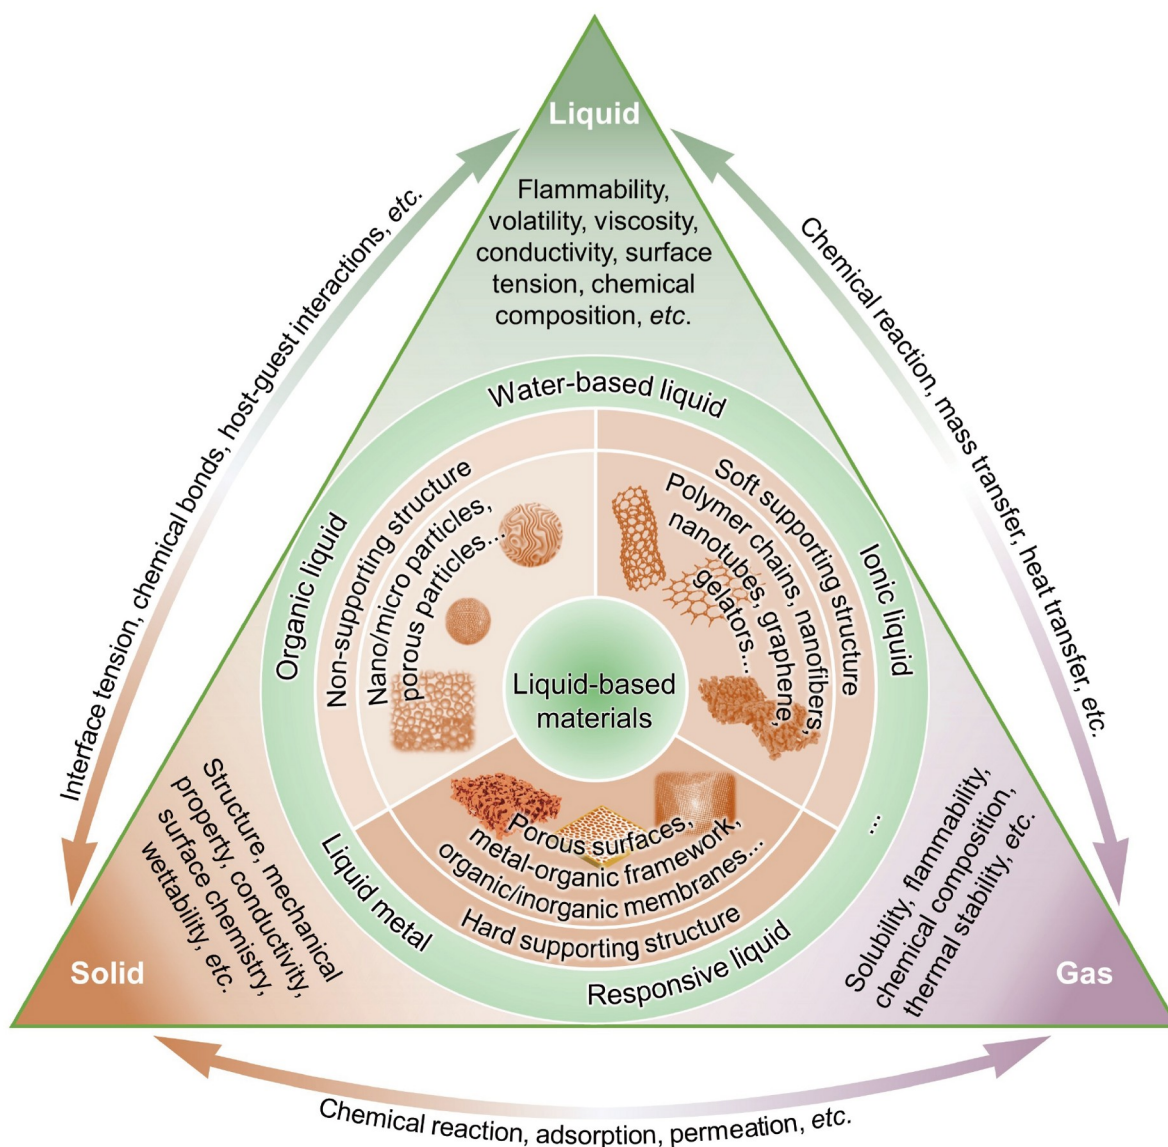 Liquid
Flammability,
volatility, viscosity,
conductivity, surface
tension, chemical
composition, etc.
Interface tension, chemical bonds, host-guest interactions, etc.
Chemical reaction, mass transfer, heat transfer, etc.
Water-based liquid
Organic liquid
Ionic liquid
Non-supporting structure
Nano/micro particles,
porous particles...
Soft supporting structure
Polymer chains, nanofibers,
nanotubes, graphene,
gelators...
Liquid-based
materials
Porous surfaces,
metal-organic framework,
organic/inorganic membranes...
Hard supporting structure
Liquid metal
Responsive liquid
...
Structure, mechanical
property, conductivity,
surface chemistry,
wettability, etc.
Solubility, flammability,
chemical composition,
thermal stability, etc.
Solid
Gas
Chemical reaction, adsorption, permeation, etc.